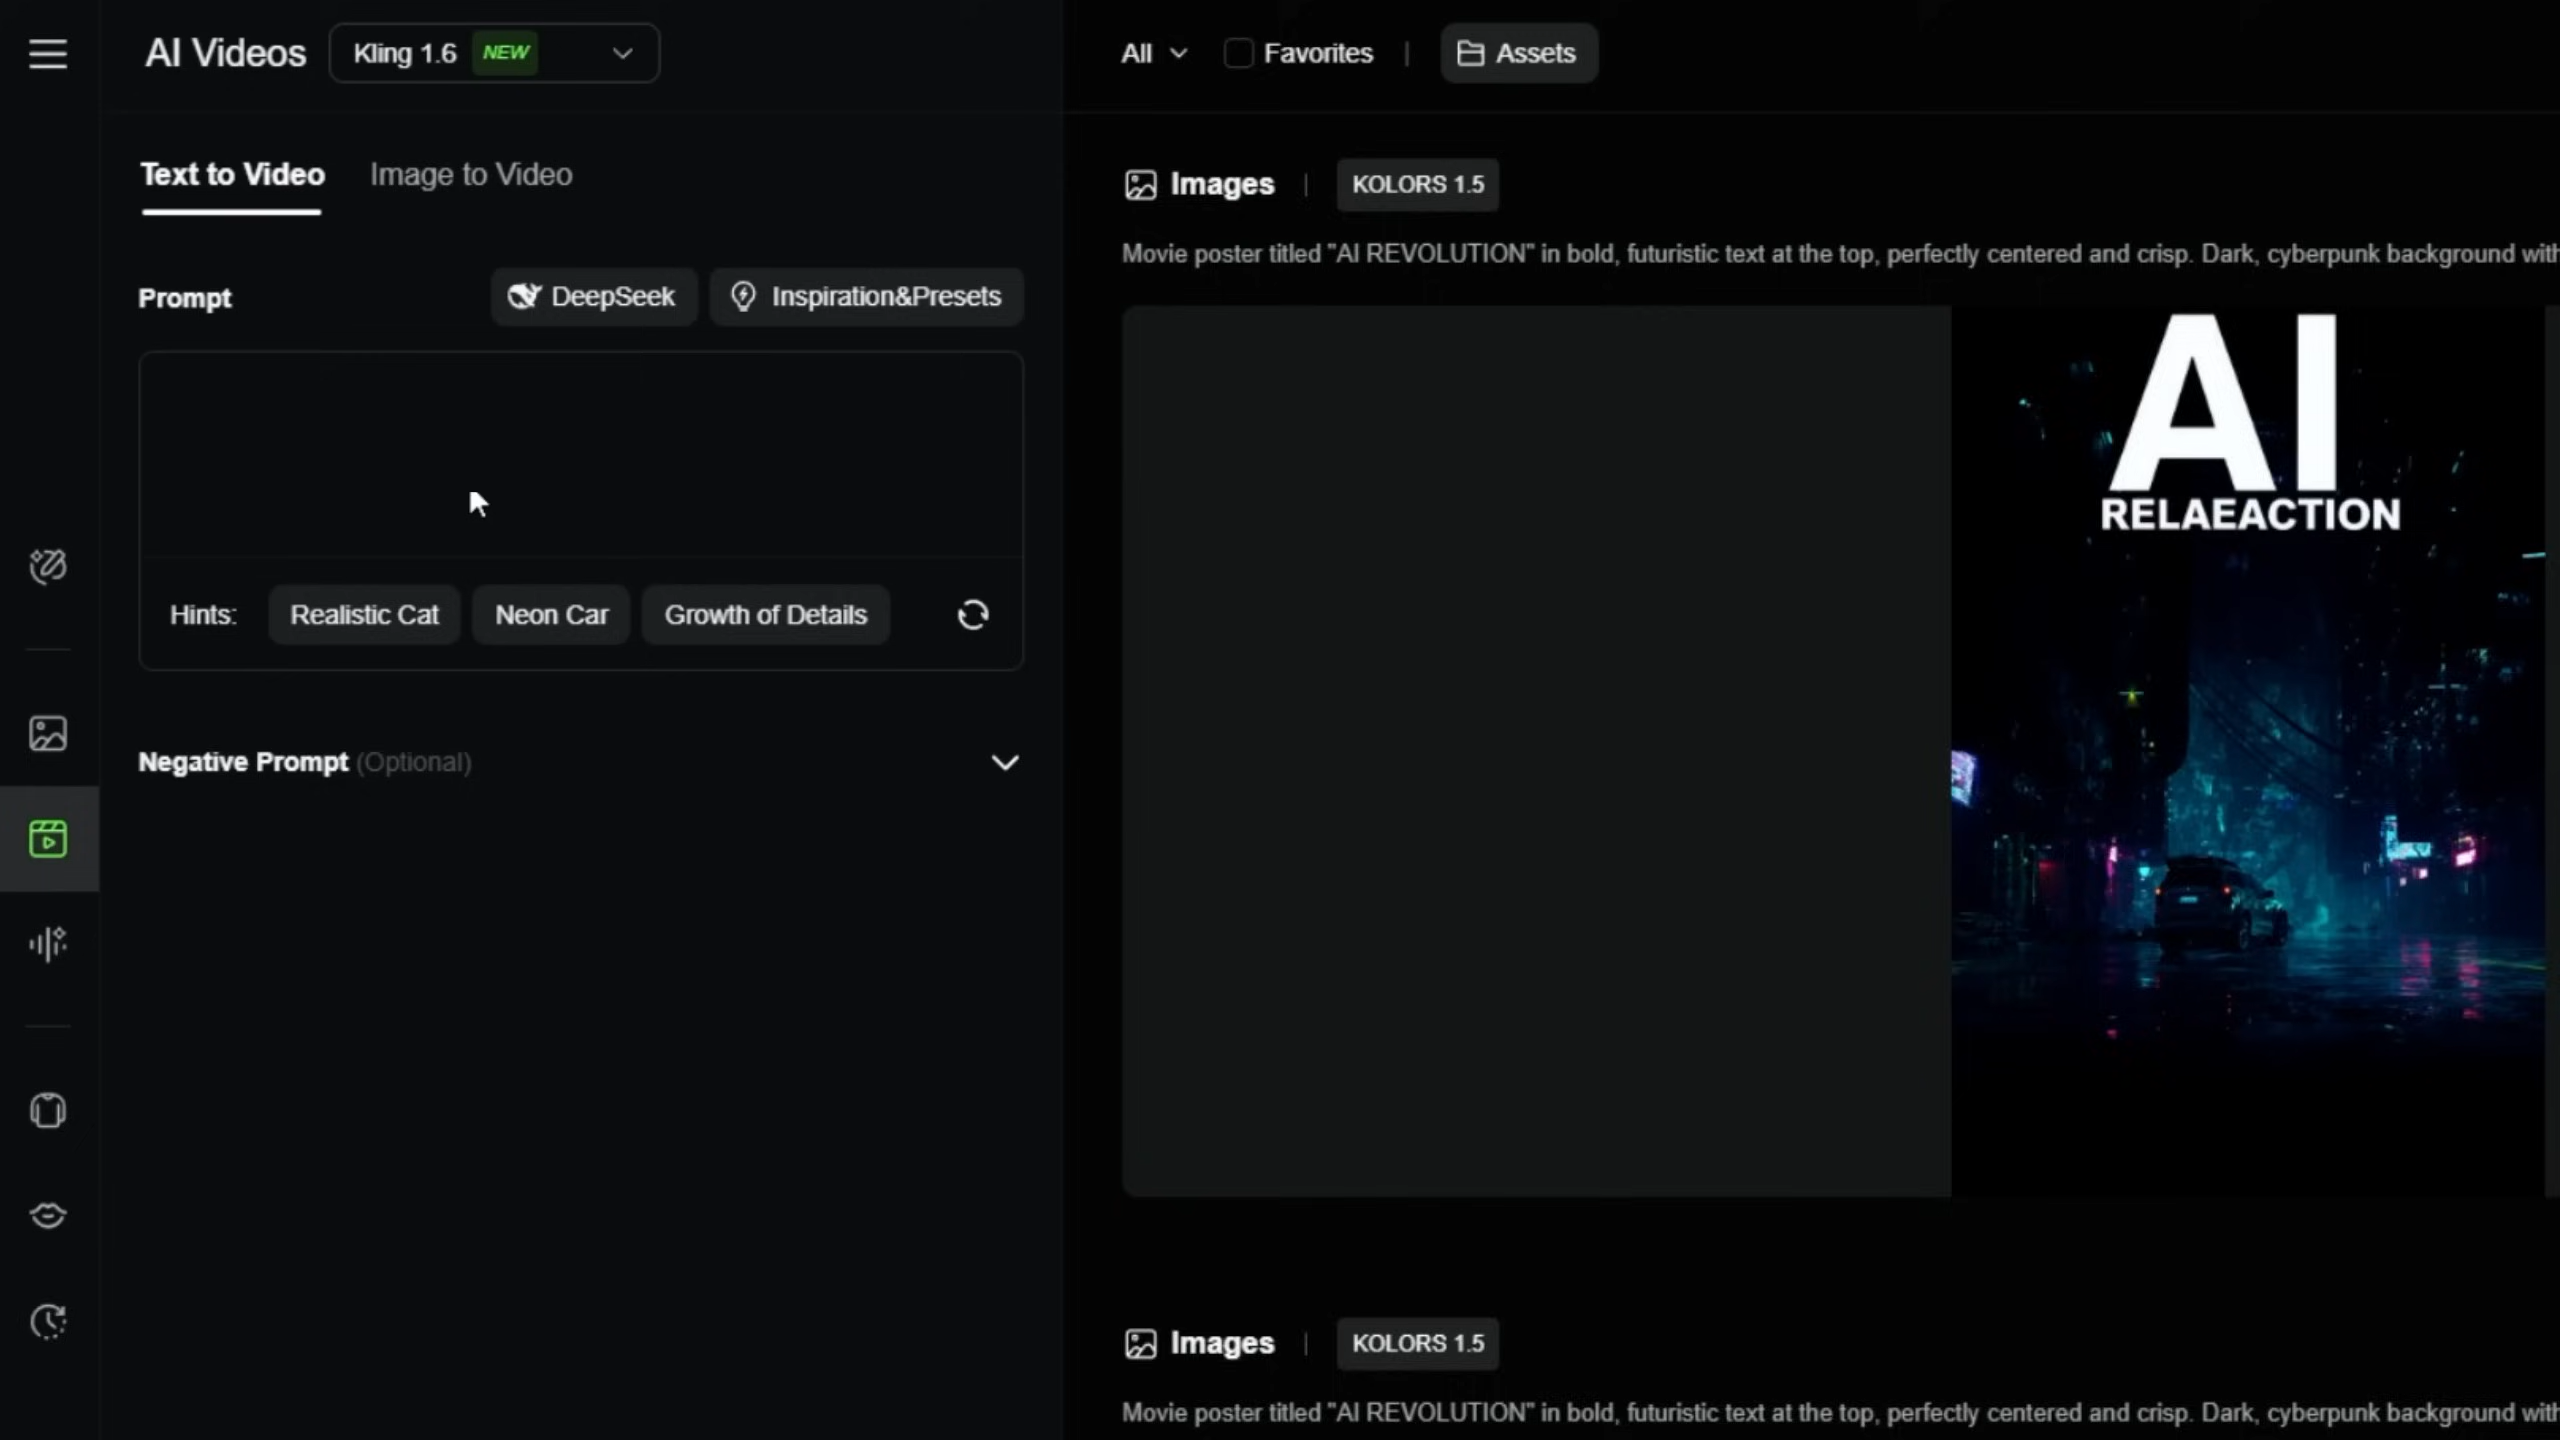 AI Videos
Kling 1.6 NEW
Text to Video
Image to Video
Prompt
DeepSeek
Inspiration&Presets
Hints:
Realistic Cat
Neon Car
Growth of Details
Negative Prompt (Optional)
All
Favorites
Assets
Images | KOLORS 1.5
Movie poster titled "AI REVOLUTION" in bold, futuristic text at the top, perfectly centered and crisp. Dark, cyberpunk background with
AI
RELAEACTION
Images | KOLORS 1.5
Movie poster titled "AI REVOLUTION" in bold, futuristic text at the top, perfectly centered and crisp. Dark, cyberpunk background with